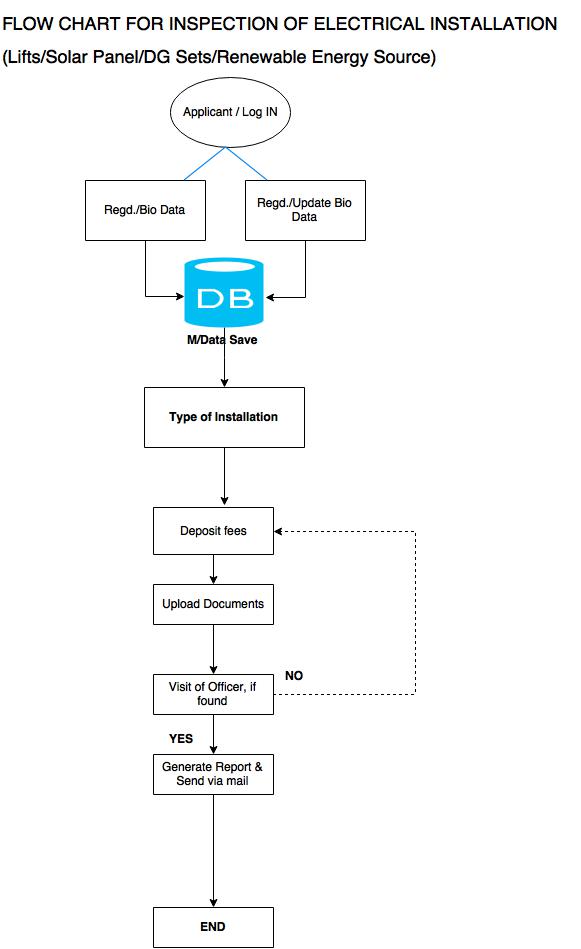 FLOW CHART FOR INSPECTION OF ELECTRICAL INSTALLATION
(Lifts/Solar Panel/DG Sets/Renewable Energy Source)
Applicant / Log IN
Regd./Bio Data
Regd./Update Bio
Data
DB
M/Data Save
Type of Installation
Deposit fees
Upload Documents
Visit of Officer, if
found
NO
YES
Generate Report &
Send via mail
END